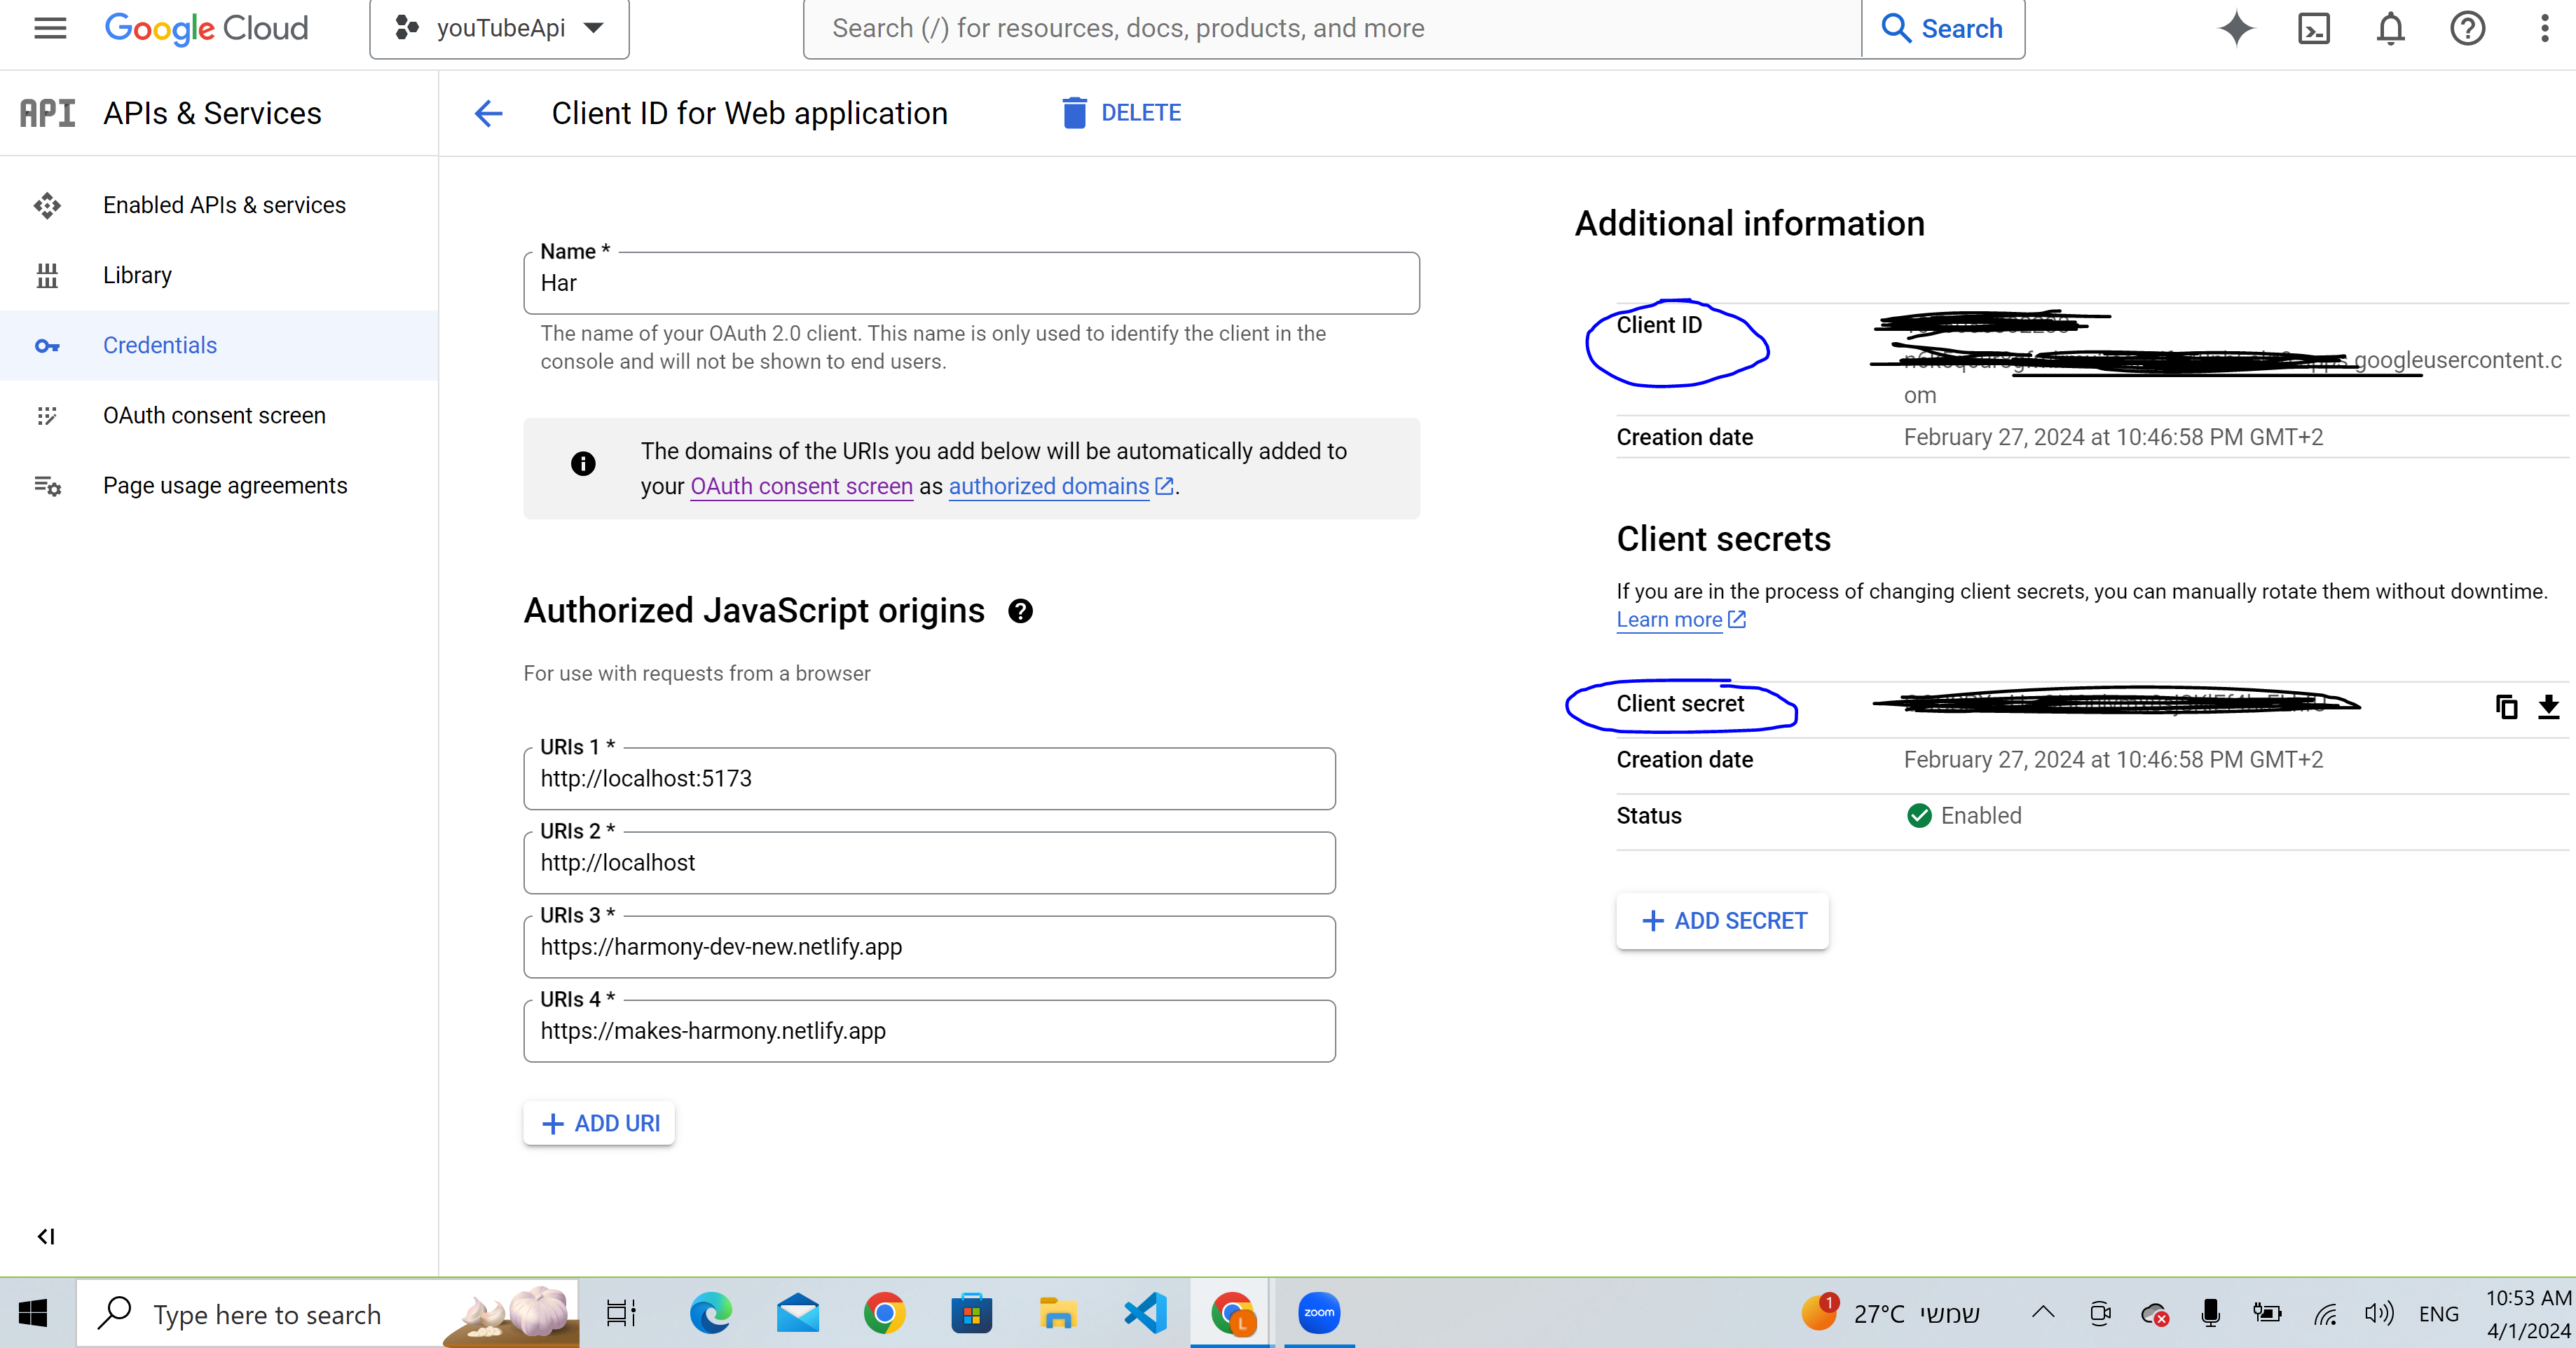 Google Cloud
youTubeApi
Search (/) for resources, docs, products, and more
Search
API
APIs & Services
Client ID for Web application
DELETE
Enabled APIs & services
Library
Credentials
OAuth consent screen
Page usage agreements
Name *
Har
The name of your OAuth 2.0 client. This name is only used to identify the client in the
console and will not be shown to end users.
The domains of the URIs you add below will be automatically added to
your OAuth consent screen as authorized domains.
Authorized JavaScript origins
For use with requests from a browser
URIs 1 *
http://localhost:5173
URIs 2 *
http://localhost
URIs 3 *
https://harmony-dev-new.netlify.app
URIs 4 *
https://makes-harmony.netlify.app
+ ADD URI
Additional information
Client ID
.googleusercontent.c
om
Creation date
February 27, 2024 at 10:46:58 PM GMT+2
Client secrets
If you are in the process of changing client secrets, you can manually rotate them without downtime.
Learn more
Client secret
Creation date
February 27, 2024 at 10:46:58 PM GMT+2
Status
Enabled
+ ADD SECRET
Type here to search
L
zoom
1
27°C שמשי
ENG
10:53 AM
4/1/2024